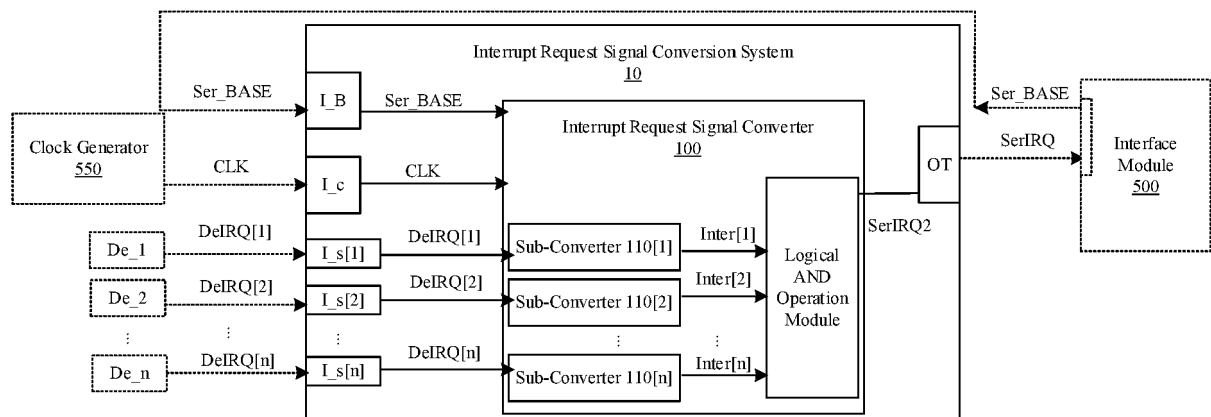 Interrupt Request Signal Conversion System
10
Ser_BASE
I_B
Ser_BASE
Ser_BASE
Clock Generator
550
CLK
I_c
CLK
Interrupt Request Signal Converter
100
OT
SerIRQ
Interface
Module
500
SerIRQ2
De_1
DeIRQ[1]
I_s[1]
DeIRQ[1]
Sub-Converter 110[1]
Inter[1]
Logical
AND
Operation
Module
De_2
DeIRQ[2]
I_s[2]
DeIRQ[2]
Sub-Converter 110[2]
Inter[2]
De_n
DeIRQ[n]
I_s[n]
DeIRQ[n]
Sub-Converter 110[n]
Inter[n]